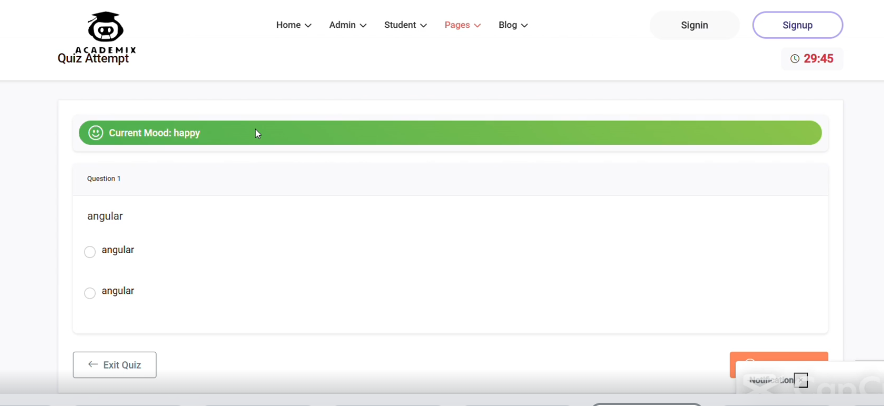 ACADEMIX
Home Admin Student Pages Blog Signin Signup
Quiz Attempt
29:45
Current Mood: happy
Question 1
angular
angular
angular
Exit Quiz